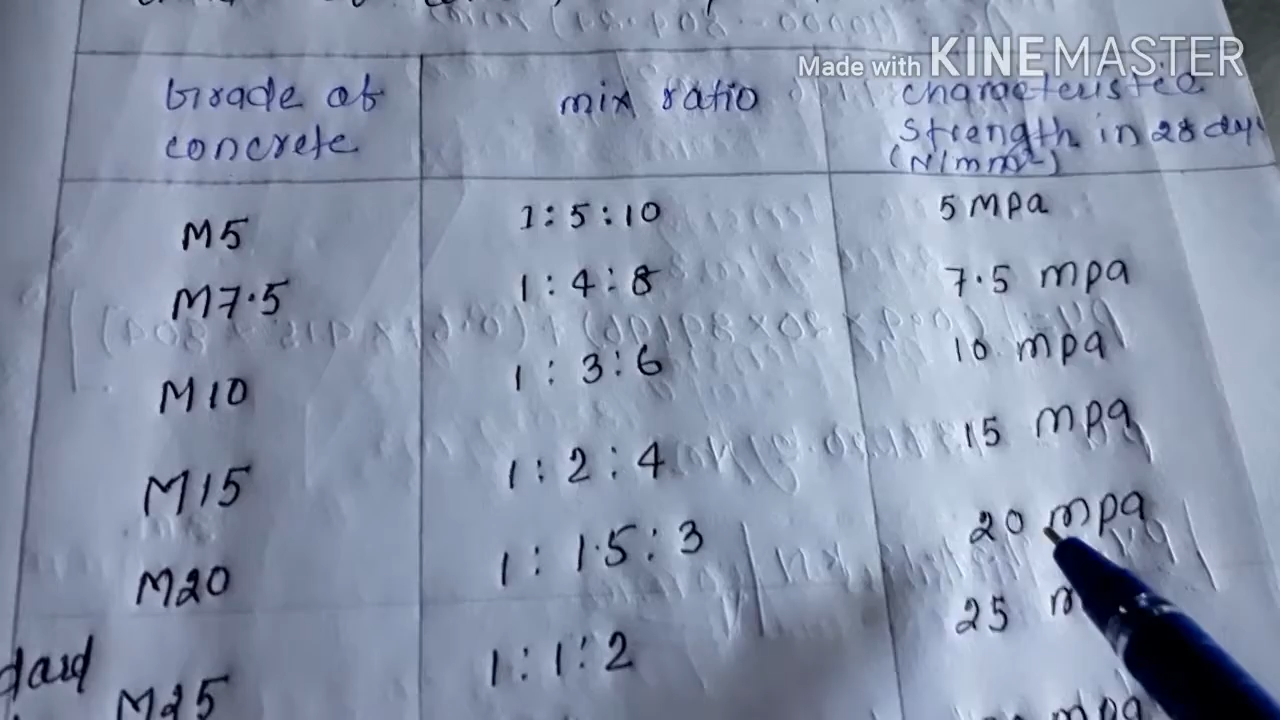 Made with KINEMASTER
Grade of concrete | mix ratio | characteristic strength in 28 days (N/mm²)
M5 | 1:5:10 | 5 Mpa
M7.5 | 1:4:8 | 7.5 mpa
M10 | 1:3:6 | 10 mpa
M15 | 1:2:4 | 15 mpa
M20 | 1:1.5:3 | 20 mpa
M25 | 1:1:2 | 25
mpa